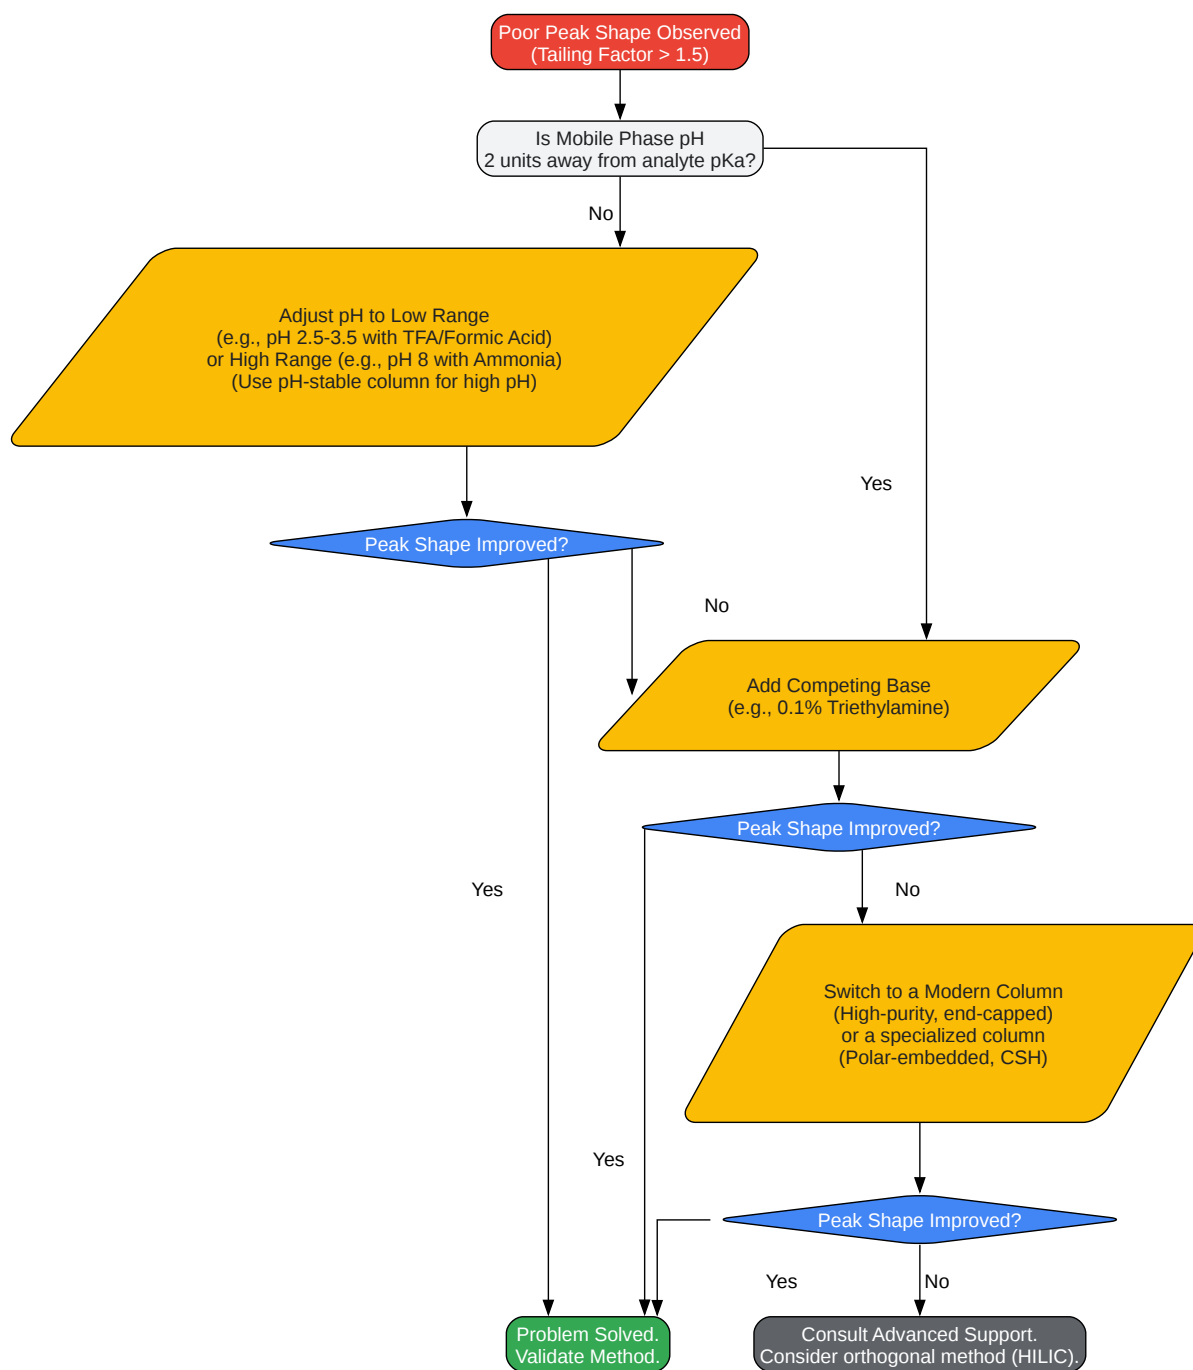 Poor Peak Shape Observed
(Tailing Factor > 1.5)
Is Mobile Phase pH
2 units away from analyte pKa?
No
Adjust pH to Low Range
(e.g., pH 2.5-3.5 with TFA/Formic Acid)
or High Range (e.g., pH 8 with Ammonia)
(Use pH-stable column for high pH)
Yes
Peak Shape Improved?
No
Add Competing Base
(e.g., 0.1% Triethylamine)
Peak Shape Improved?
Yes
No
Switch to a Modern Column
(High-purity, end-capped)
or a specialized column
(Polar-embedded, CSH)
Yes
Peak Shape Improved?
Yes
No
Problem Solved.
Validate Method.
Consult Advanced Support.
Consider orthogonal method (HILIC).